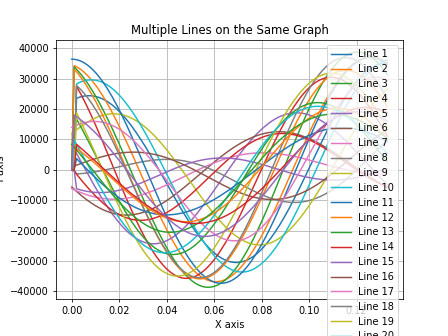 Multiple Lines on the Same Graph
40000
30000
20000
10000
0
−10000
−20000
−30000
−40000
0.00 0.02 0.04 0.06 0.08 0.10
X axis
Line 1
Line 2
Line 3
Line 4
Line 5
Line 6
Line 7
Line 8
Line 9
Line 10
Line 11
Line 12
Line 13
Line 14
Line 15
Line 16
Line 17
Line 18
Line 19
Line 20